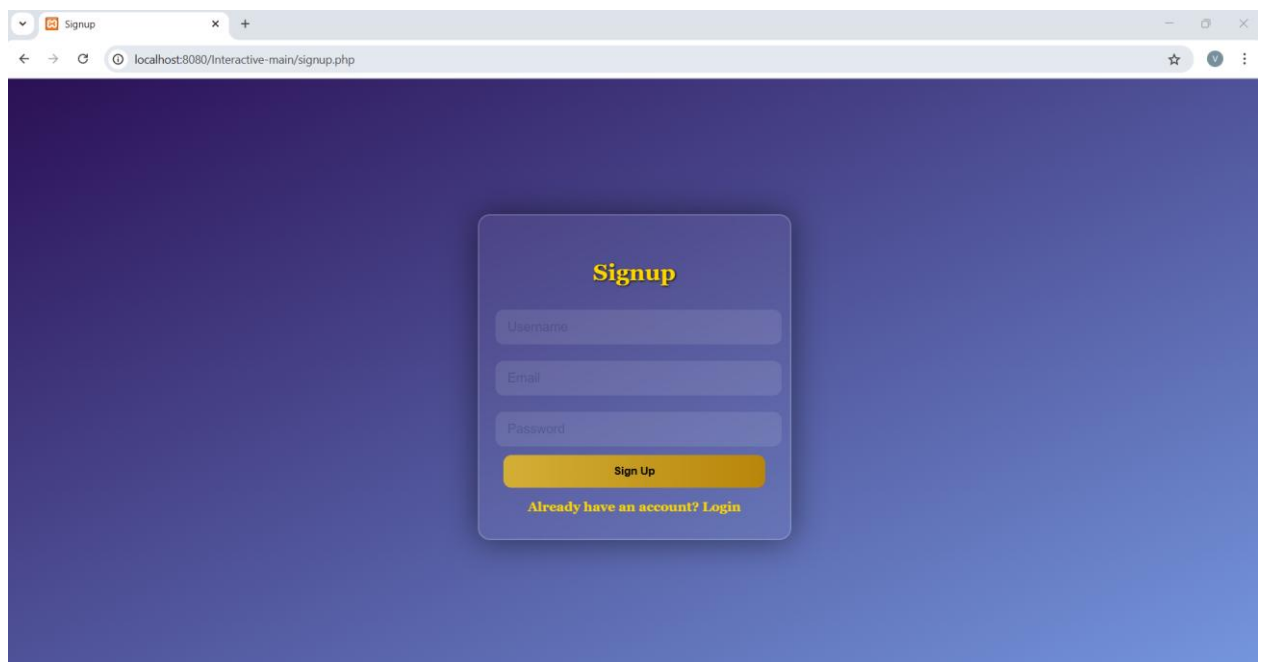 Signup
localhost:8080/Interactive-main/signup.php
V
Signup
Username
Email
Password
Sign Up
Already have an account? Login